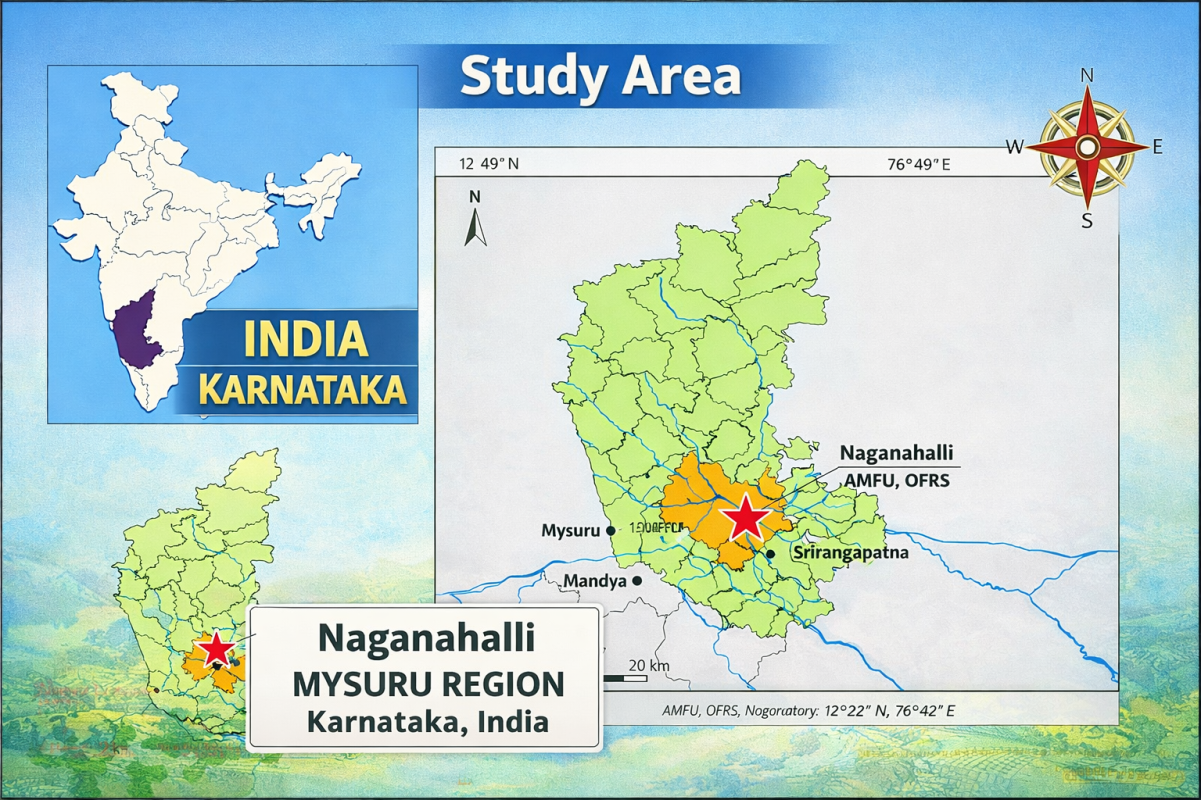 Study Area
N
W
E
S
12 49" N
76°49" E
N
INDIA
KARNATAKA
Naganahalli
AMFU, OFRS
Mysuru
Srirangapatna
Mandya
Naganahalli
MYSURU REGION
Karnataka, India
20 km
AMFU, OFRS, Nogoratory: 12°22" N, 76°42" E